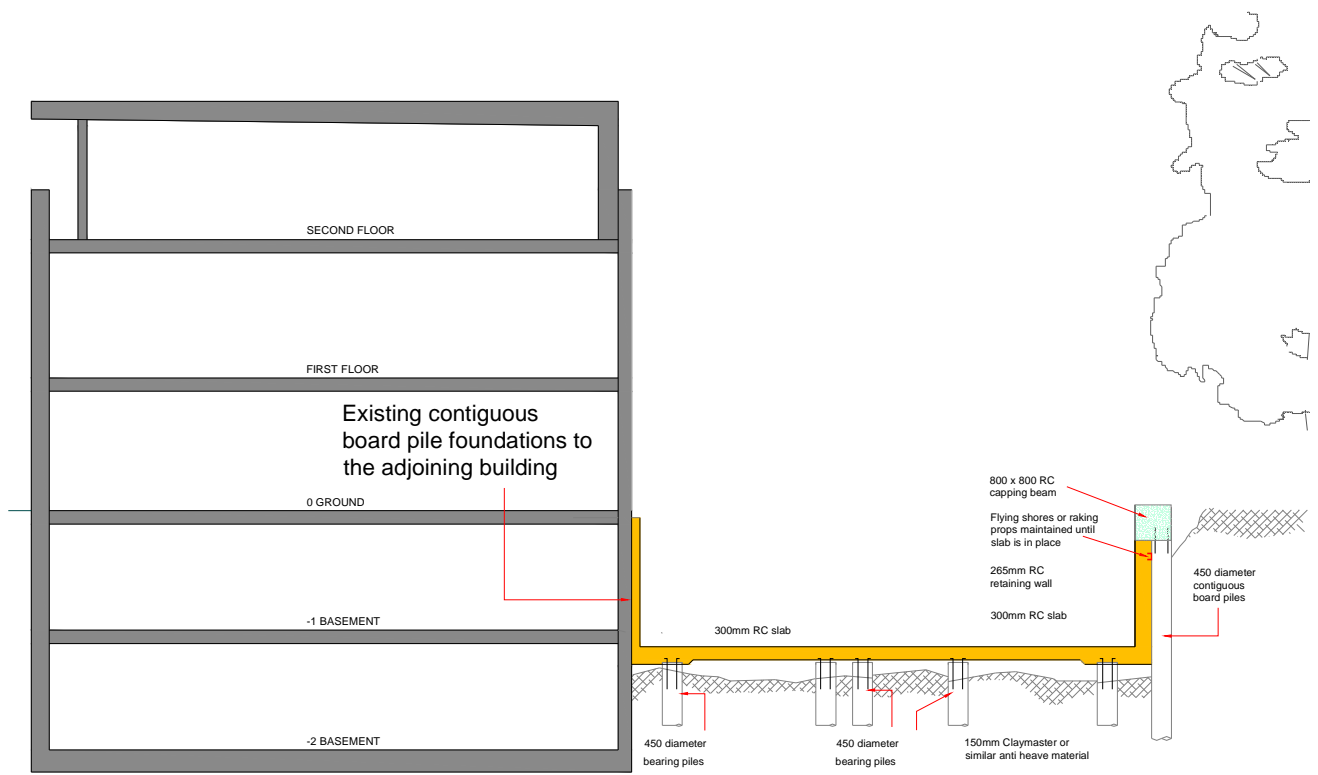 SECOND FLOOR
FIRST FLOOR
Existing contiguous
board pile foundations to
the adjoining building
0 GROUND
-1 BASEMENT
-2 BASEMENT
300mm RC slab
800 x 800 RC
capping beam
Flying shores or raking
props maintained until
slab is in place
265mm RC
retaining wall
300mm RC slab
450 diameter
contiguous
board piles
450 diameter
bearing piles
450 diameter
bearing piles
150mm Claymaster or
similar anti heave material